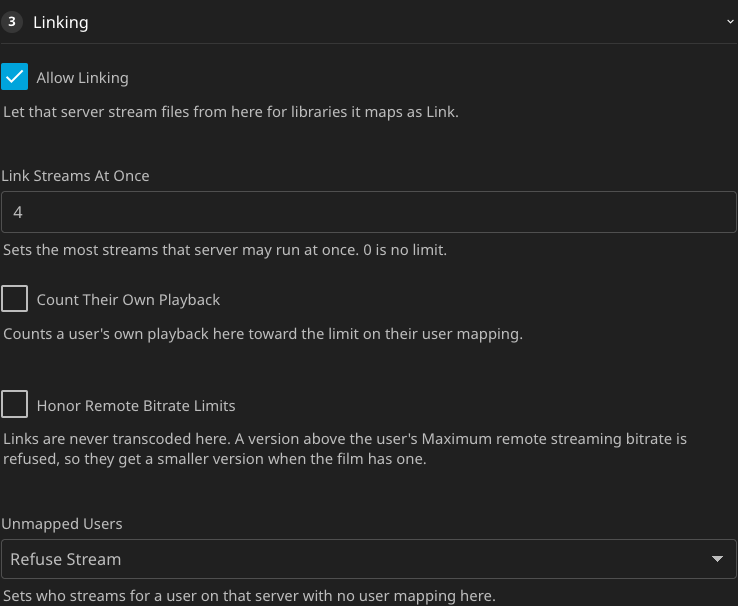 3 Linking
Allow Linking
Let that server stream files from here for libraries it maps as Link.
Link Streams At Once
4
Sets the most streams that server may run at once. 0 is no limit.
Count Their Own Playback
Counts a user's own playback here toward the limit on their user mapping.
Honor Remote Bitrate Limits
Links are never transcoded here. A version above the user's Maximum remote streaming bitrate is
refused, so they get a smaller version when the film has one.
Unmapped Users
Refuse Stream
Sets who streams for a user on that server with no user mapping here.